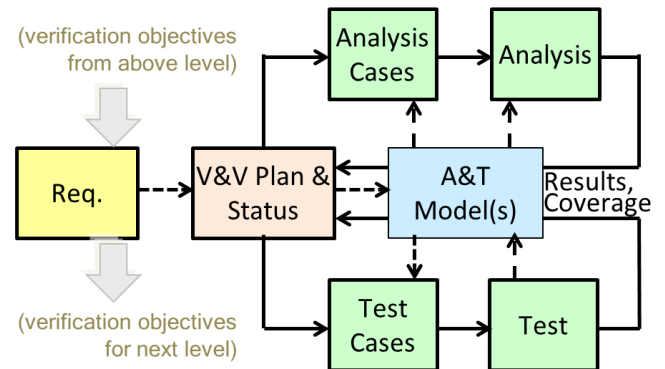 (verification objectives
from above level)
Analysis
Cases
Analysis
Req.
V&V Plan &
Status
A&T
Model(s)
Results,
Coverage
(verification objectives
for next level)
Test
Cases
Test